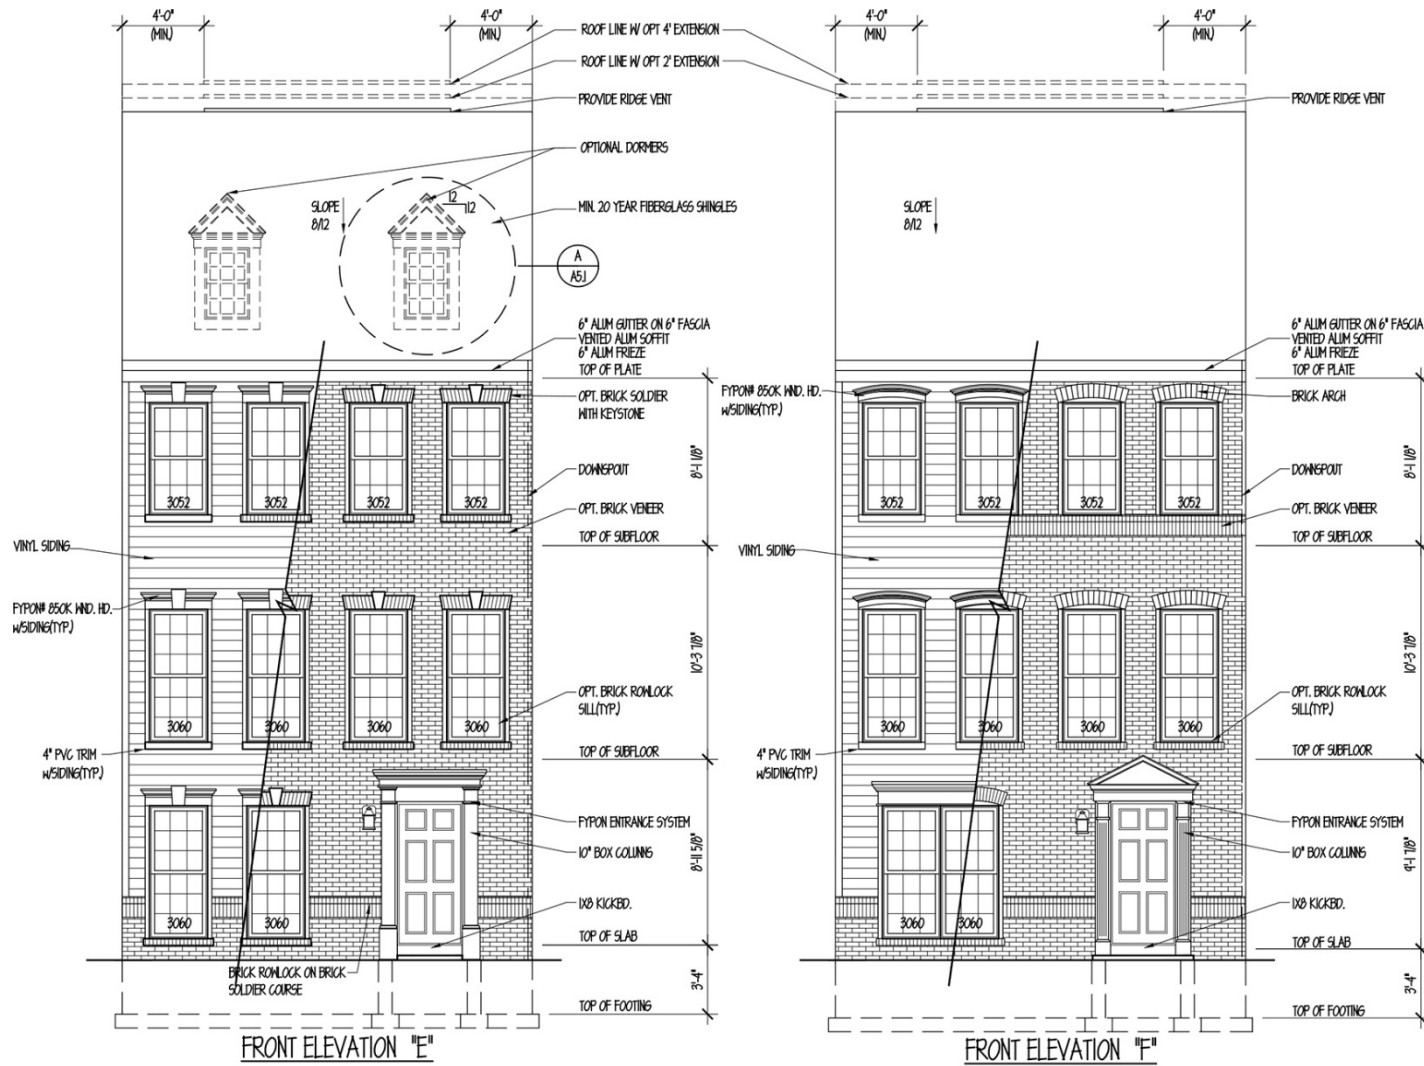 4'-0"
(MIN.)
4'-0"
(MIN.)
ROOF LINE W/ OPT 4' EXTENSION
ROOF LINE W/ OPT 2' EXTENSION
PROVIDE RIDGE VENT
OPTIONAL DORMERS
SLOPE
8/12
12
12
MIN. 20 YEAR FIBERGLASS SHINGLES
A
A5.1
6" ALUM GUTTER ON 6" FASCIA
VENTED ALUM SOFFIT
6" ALUM FRIEZE
TOP OF PLATE
OPT. BRICK SOLDIER
WITH KEYSTONE
8'-1 1/8"
3052
3052
3052
3052
DOWNSPOUT
OPT. BRICK VENEER
TOP OF SUBFLOOR
VINYL SIDING
FYPON# 850K WND. HD.
W/SIDING(TYP.)
10'-3 7/8"
3060
3060
3060
3060
OPT. BRICK ROWLOCK
SILL(TYP.)
4" PVC TRIM
W/SIDING(TYP.)
TOP OF SUBFLOOR
FYPON ENTRANCE SYSTEM
10" BOX COLUMNS
8'-11 5/8"
1X8 KICKBD.
3060
3060
TOP OF SLAB
BRICK ROWLOCK ON BRICK
SOLDIER COURSE
3'-4"
TOP OF FOOTING
FRONT ELEVATION "E"
4'-0"
(MIN.)
4'-0"
(MIN.)
PROVIDE RIDGE VENT
SLOPE
8/12
6" ALUM GUTTER ON 6" FASCIA
VENTED ALUM SOFFIT
6" ALUM FRIEZE
TOP OF PLATE
FYPON# 850K WND. HD.
W/SIDING(TYP.)
BRICK ARCH
8'-1 1/8"
3052
3052
3052
3052
DOWNSPOUT
OPT. BRICK VENEER
TOP OF SUBFLOOR
VINYL SIDING
10'-3 7/8"
3060
3060
3060
3060
OPT. BRICK ROWLOCK
SILL(TYP.)
4" PVC TRIM
W/SIDING(TYP.)
TOP OF SUBFLOOR
FYPON ENTRANCE SYSTEM
10" BOX COLUMNS
9'-1 7/8"
1X8 KICKBD.
3060
3060
TOP OF SLAB
3'-4"
TOP OF FOOTING
FRONT ELEVATION "F"